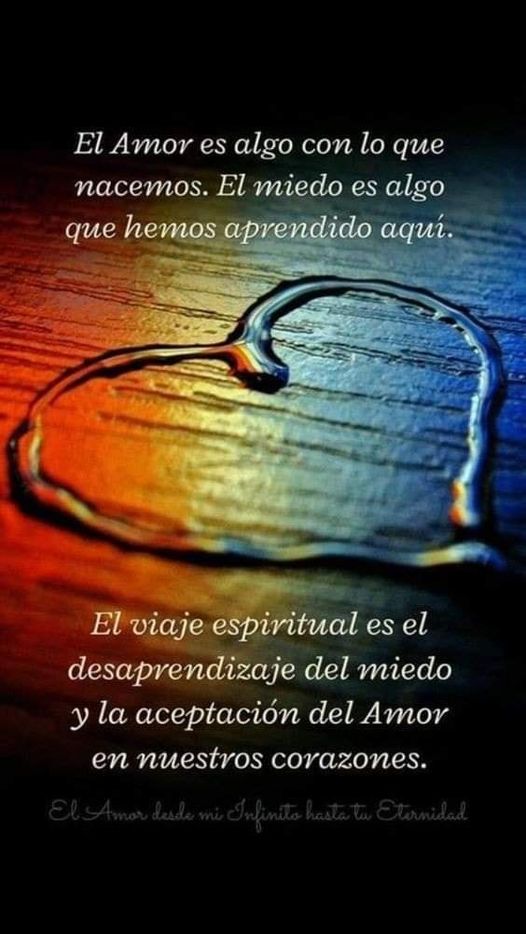 El Amor es algo con lo que
nacemos. El miedo es algo
que hemos aprendido aquí.
El viaje espiritual es el
desaprendizaje del miedo
y la aceptación del Amor
en nuestros corazones.
El Amor desde mi Infinito hasta tu Eternidad